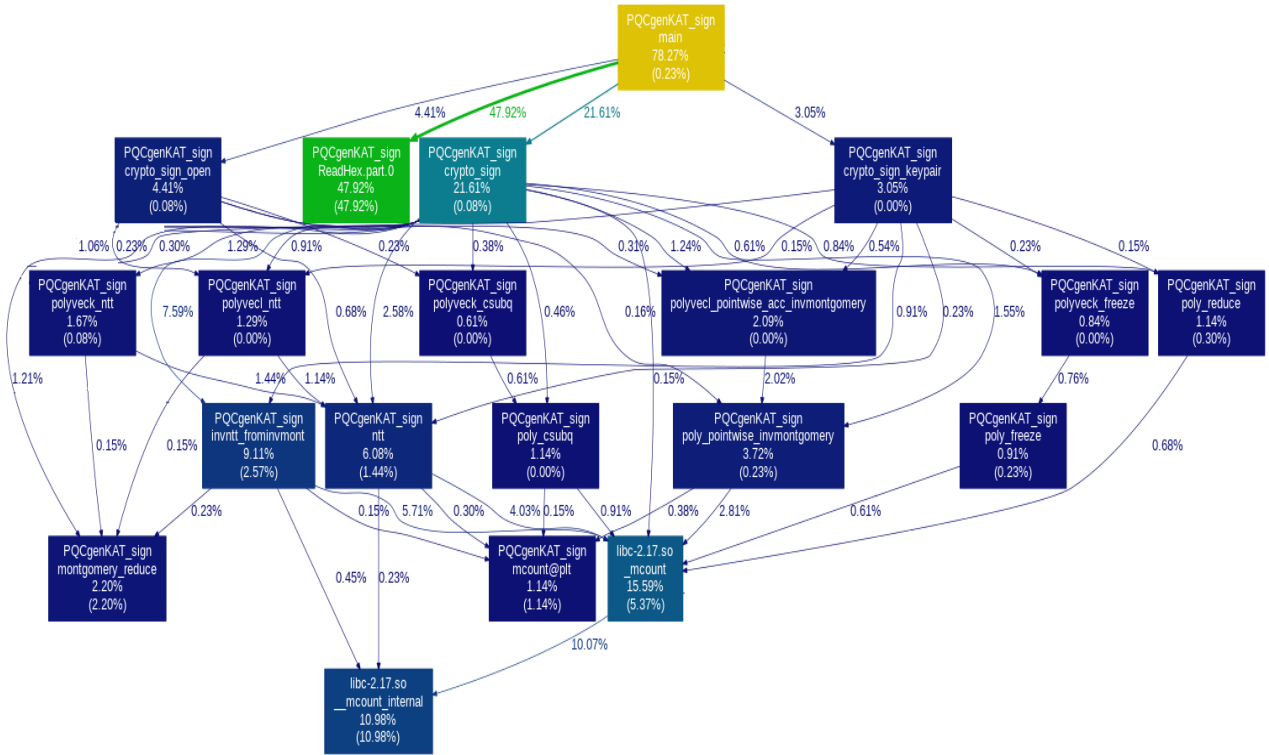 PQCgenKAT_sign
main
78.27%
(0.23%)
4.41%
47.92%
21.61%
3.05%
PQCgenKAT_sign
crypto_sign_open
4.41%
(0.08%)
PQCgenKAT_sign
ReadHex.part.0
47.92%
(47.92%)
PQCgenKAT_sign
crypto_sign
21.61%
(0.08%)
PQCgenKAT_sign
crypto_sign_keypair
3.05%
(0.00%)
1.06%
0.23%
0.30%
1.29%
0.91%
0.23%
0.38%
0.31%
1.24%
0.61%
0.15%
0.84%
0.54%
0.23%
0.15%
PQCgenKAT_sign
polyveck_ntt
1.67%
(0.08%)
7.59%
PQCgenKAT_sign
polyvecl_ntt
1.29%
(0.00%)
0.68%
2.58%
PQCgenKAT_sign
polyveck_csubq
0.61%
(0.00%)
0.46%
0.16%
PQCgenKAT_sign
polyvecl_pointwise_acc_invmontgomery
2.09%
(0.00%)
0.91%
0.23%
1.55%
PQCgenKAT_sign
polyveck_freeze
0.84%
(0.00%)
PQCgenKAT_sign
poly_reduce
1.14%
(0.30%)
1.21%
1.44%
1.14%
0.61%
0.15%
2.02%
0.76%
0.15%
0.15%
PQCgenKAT_sign
invntt_frominvmont
9.11%
(2.57%)
PQCgenKAT_sign
ntt
6.08%
(1.44%)
PQCgenKAT_sign
poly_csubq
1.14%
(0.00%)
PQCgenKAT_sign
poly_pointwise_invmontgomery
3.72%
(0.23%)
PQCgenKAT_sign
poly_freeze
0.91%
(0.23%)
0.68%
0.23%
0.15%
5.71%
0.30%
4.03%
0.15%
0.91%
0.38%
2.81%
0.61%
PQCgenKAT_sign
montgomery_reduce
2.20%
(2.20%)
0.45%
0.23%
PQCgenKAT_sign
mcount@plt
1.14%
(1.14%)
libc-2.17.so
_mcount
15.59%
(5.37%)
10.07%
libc-2.17.so
__mcount_internal
10.98%
(10.98%)